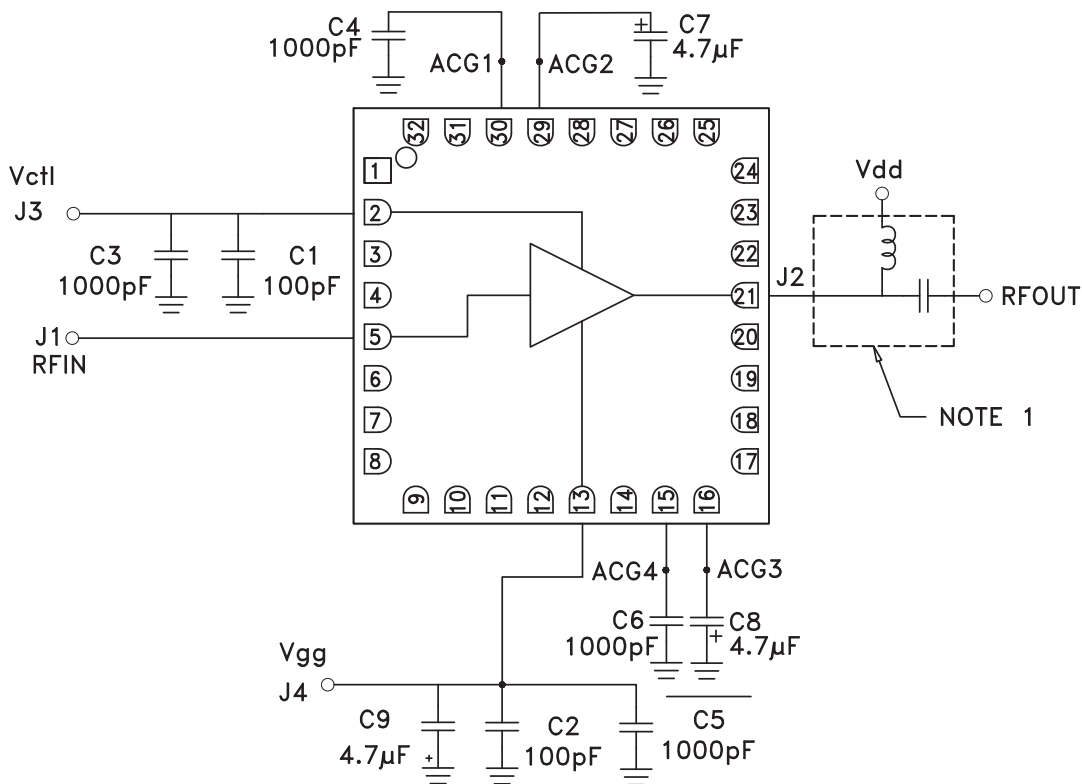 C4
1000pF
ACG1
ACG2
+
C7
4.7µF
32
31
30
29
28
27
26
25
1
2
3
4
5
6
7
8
24
23
22
21
20
19
18
17
9
10
11
12
13
14
15
16
Vctl
J3
C3
1000pF
C1
100pF
J1
RFIN
Vdd
J2
RFOUT
NOTE 1
ACG4
ACG3
C6
1000pF
C8
+
4.7µF
Vgg
J4
C9
4.7µF
+
C2
100pF
C5
1000pF